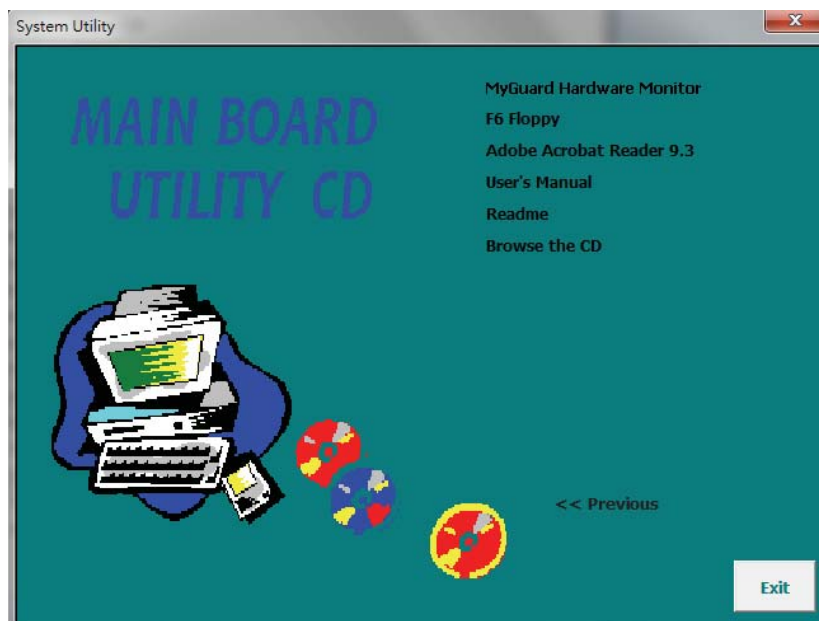 System Utility
MAIN BOARD
UTILITY CD
MyGuard Hardware Monitor
F6 Floppy
Adobe Acrobat Reader 9.3
User's Manual
Readme
Browse the CD
<< Previous
Exit